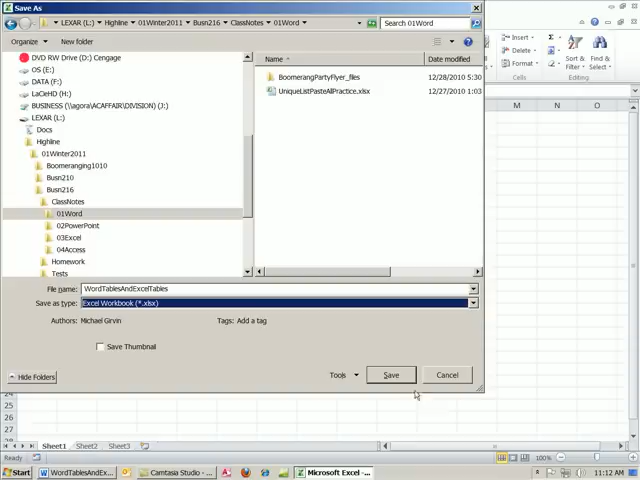 Save As
LEXAR (L:) Highline 01Winter2011 Busn216 ClassNotes 01Word
Search 01Word
Organize New folder
DVD RW Drive (D:) Cengage
OS (E:)
DATA (F:)
LaCieHD (H:)
BUSINESS (\\agora\ACAFFAIR\DIVISION) (J:)
LEXAR (L:)
Docs
Highline
01Winter2011
Boomeranging1010
Busn210
Busn216
ClassNotes
01Word
02PowerPoint
03Excel
04Access
Homework
Tests
Name Date modified
BoomerangPartyFlyer_files 12/28/2010 5:30
UniqueListPasteAllPractice.xlsx 12/27/2010 1:03
File name: WordTablesAndExcelTables
Save as type: Excel Workbook (*.xlsx)
Authors: Michael Girvin Tags: Add a tag
Save Thumbnail
Hide Folders Tools Save Cancel
Insert
Delete
Format
Cells
Sort & Filter
Find & Select
Editing
M N O
24
25
26
27
28
Sheet1 Sheet2 Sheet3
Ready 100%
Start WordTablesAndEx... Camtasia Studio - ... Microsoft Excel - ... 11:12 AM